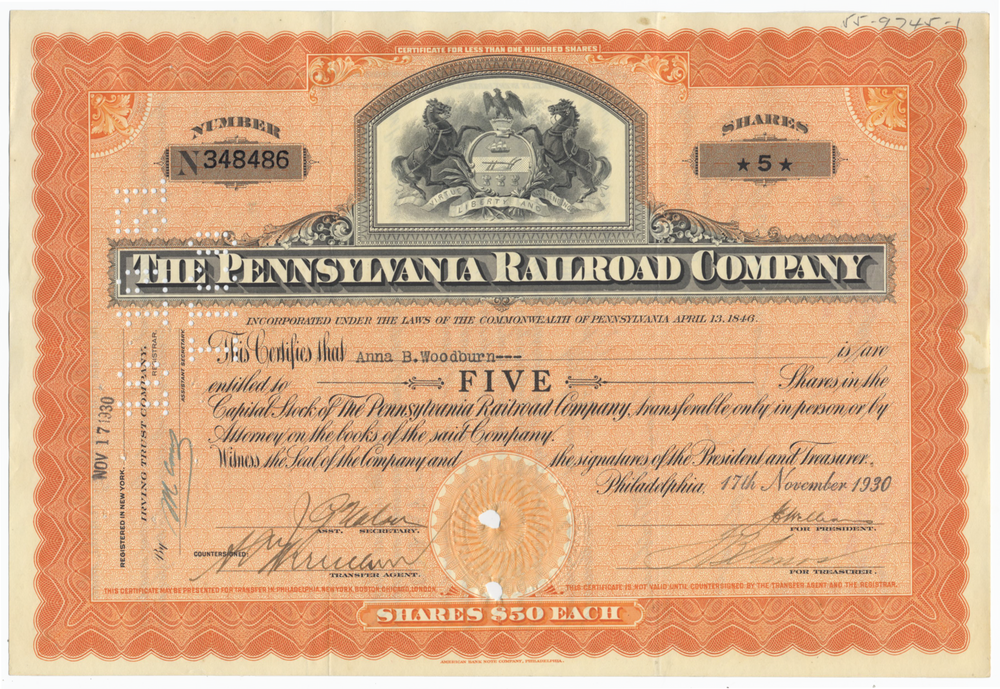 55-9745-1
CERTIFICATE FOR LESS THAN ONE HUNDRED SHARES
NUMBER
N348486
SHARES
★5★
VIRTUE LIBERTY AND
THE PENNSYLVANIA RAILROAD COMPANY
INCORPORATED UNDER THE LAWS OF THE COMMONWEALTH OF PENNSYLVANIA APRIL 13, 1846.
This Certifies that Anna B.Woodburn--- is/are
entitled to FIVE Shares in the
Capital Stock of The Pennsylvania Railroad Company, transferable only in person or by
Attorney on the books of the said Company.
Witness the Seal of the Company and the signatures of the President and Treasurer.
Philadelphia, 17th November 1930
ASST. SECRETARY.
FOR PRESIDENT.
COUNTERSIGNED:
TRANSFER AGENT.
FOR TREASURER.
THIS CERTIFICATE MAY BE PRESENTED FOR TRANSFER IN PHILADELPHIA, NEW YORK, BOSTON, CHICAGO, LONDON.
THIS CERTIFICATE IS NOT VALID UNTIL COUNTERSIGNED BY THE TRANSFER AGENT AND THE REGISTRAR.
SHARES $50 EACH
AMERICAN BANK NOTE COMPANY, PHILADELPHIA.
NOV 17 1930
REGISTERED IN NEW YORK.
IRVING TRUST COMPANY,
REGISTRAR.
By
ASSISTANT SECRETARY